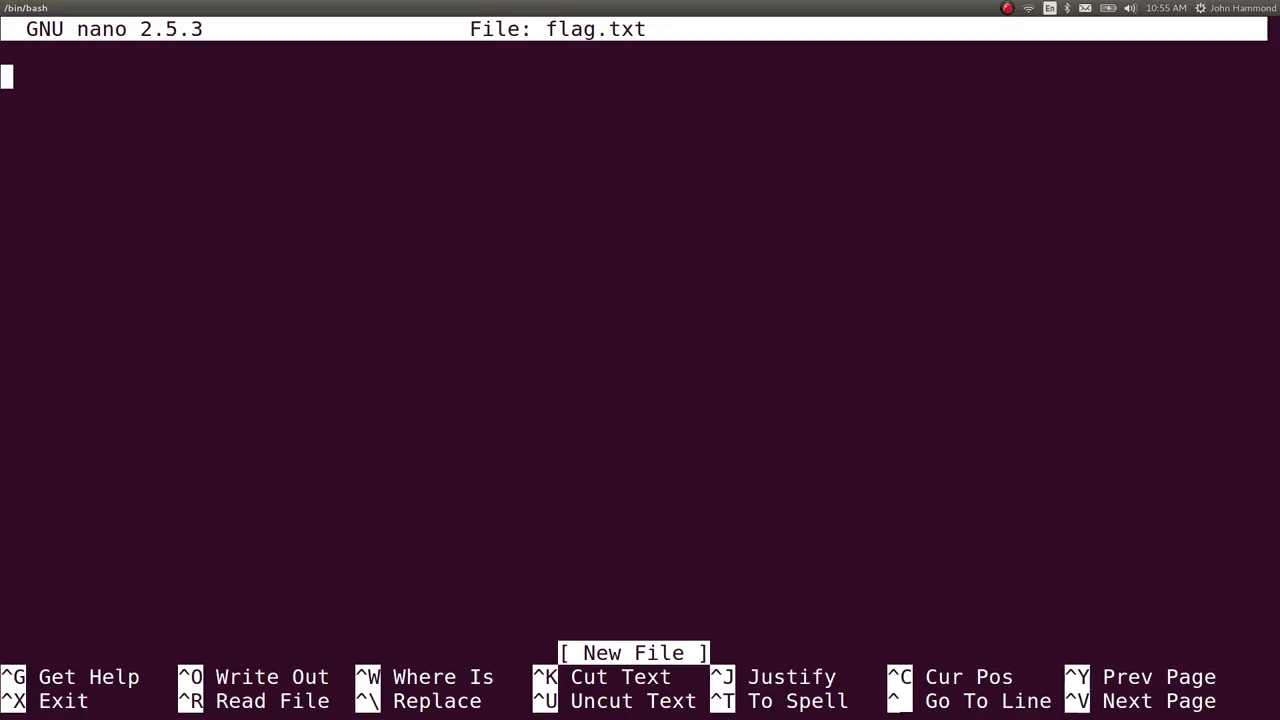 /bin/bash
En
10:55 AM
John Hammond
GNU nano 2.5.3 File: flag.txt
[ New File ]
^G Get Help ^O Write Out ^W Where Is ^K Cut Text ^J Justify ^C Cur Pos ^Y Prev Page
^X Exit ^R Read File ^\ Replace ^U Uncut Text ^T To Spell ^_ Go To Line ^V Next Page